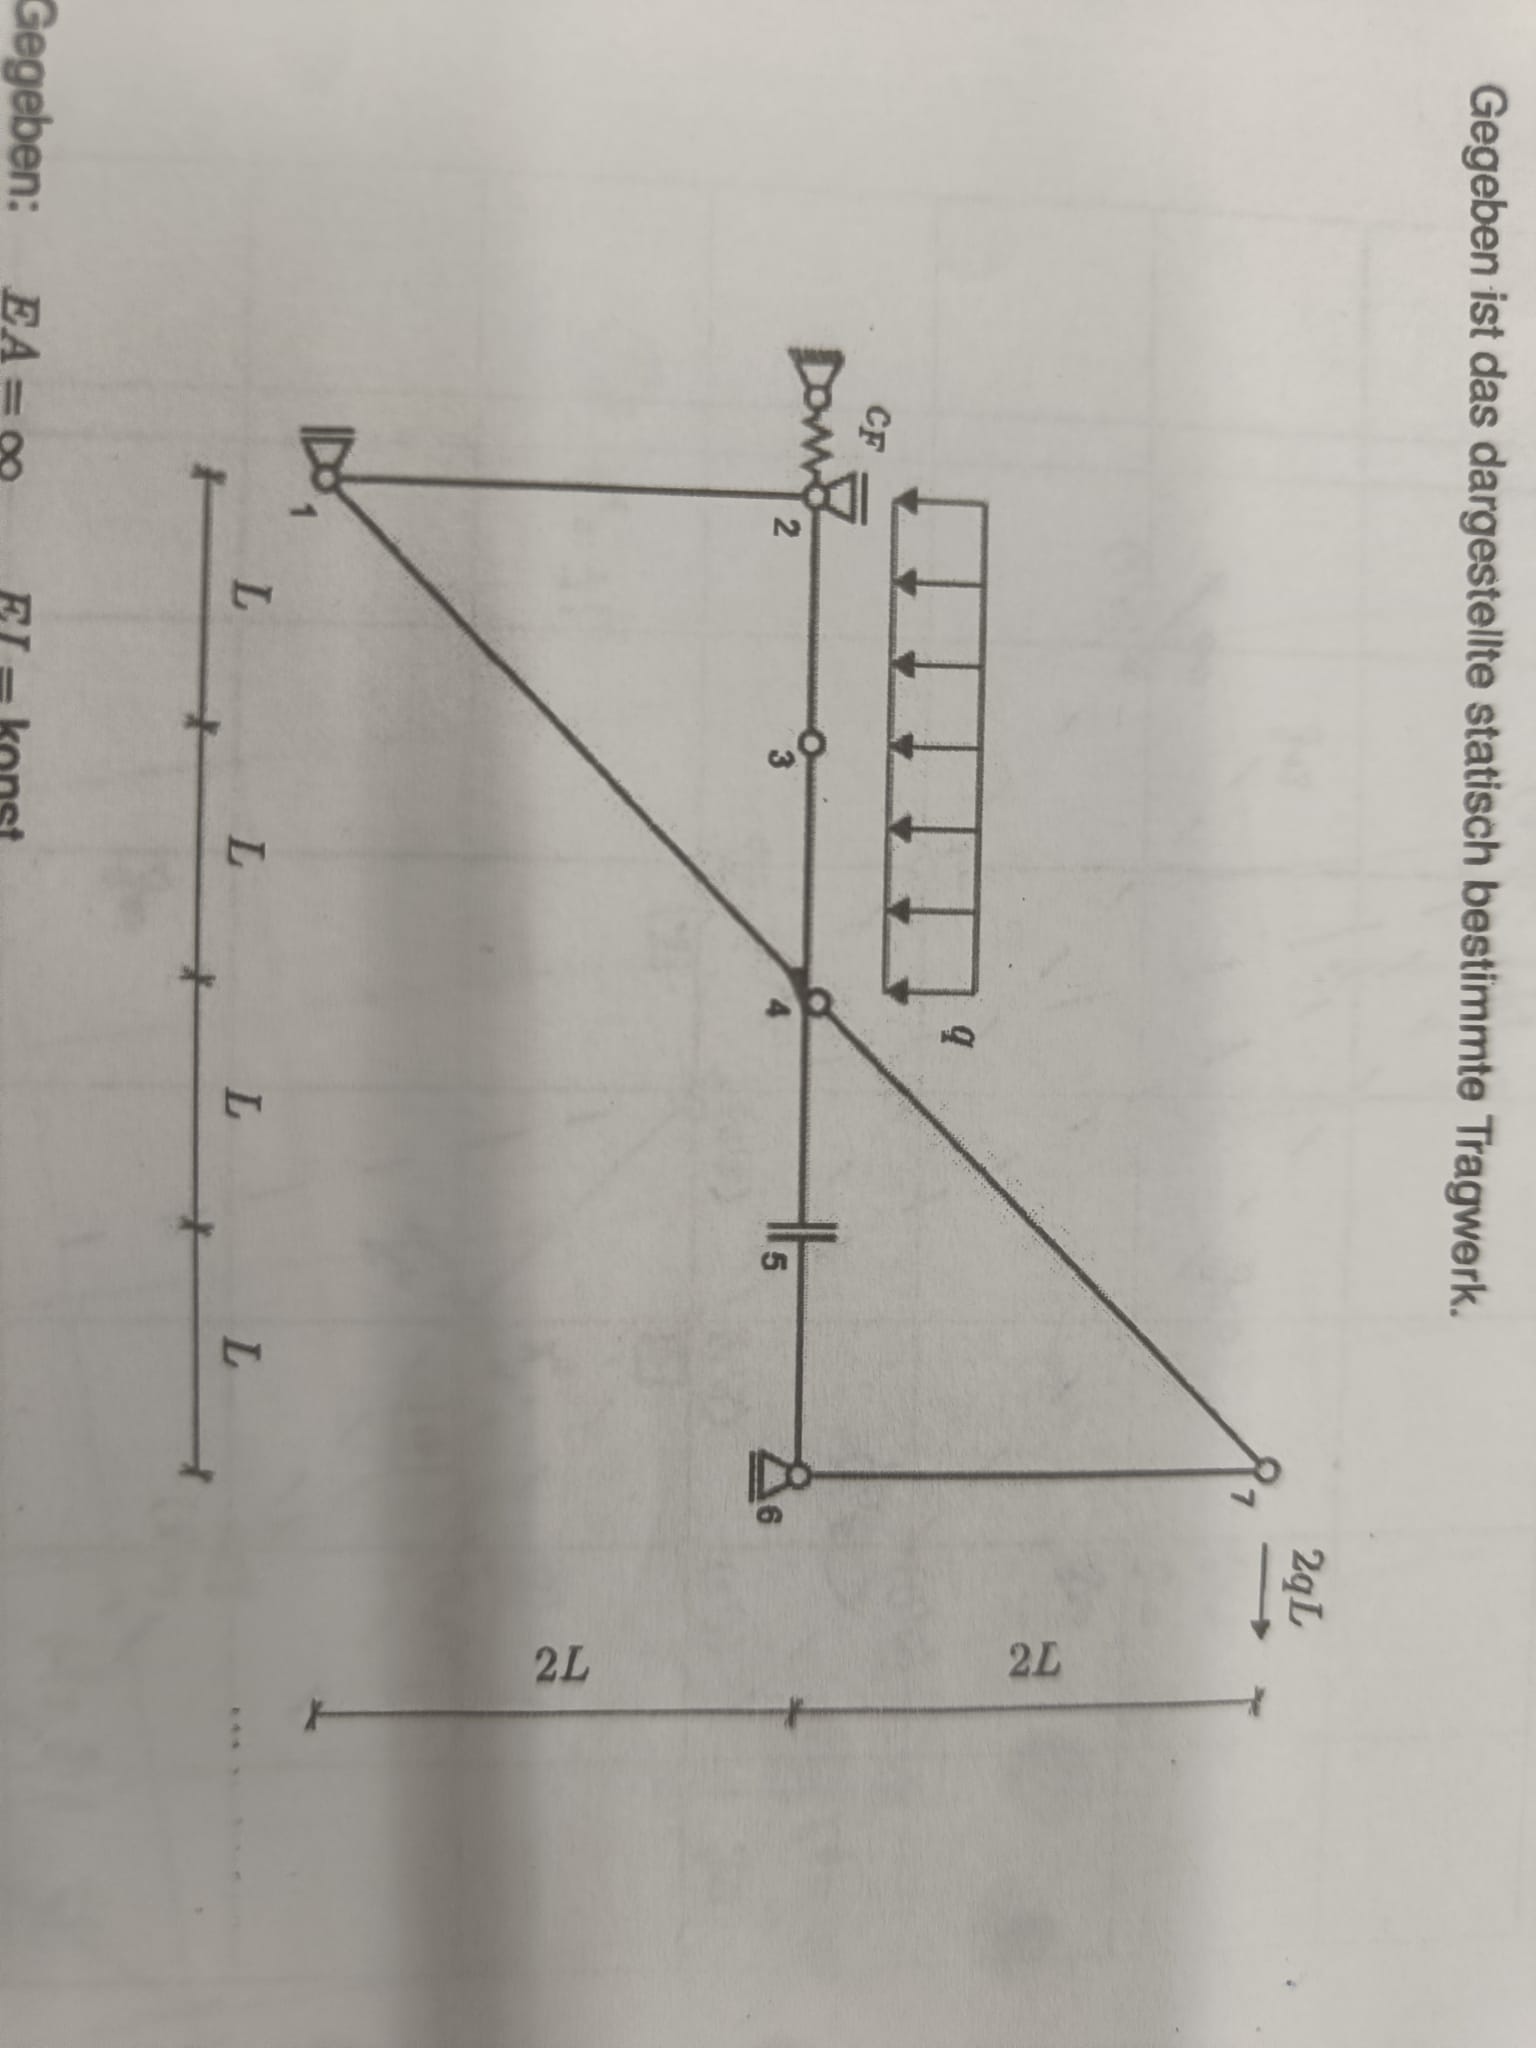 Gegeben ist das dargestellte statisch bestimmte Tragwerk.
2qL
7
q
c_F
2L
2
3
4
5
6
2L
1
L L L L
Gegeben: EA = ∞ EI = konst